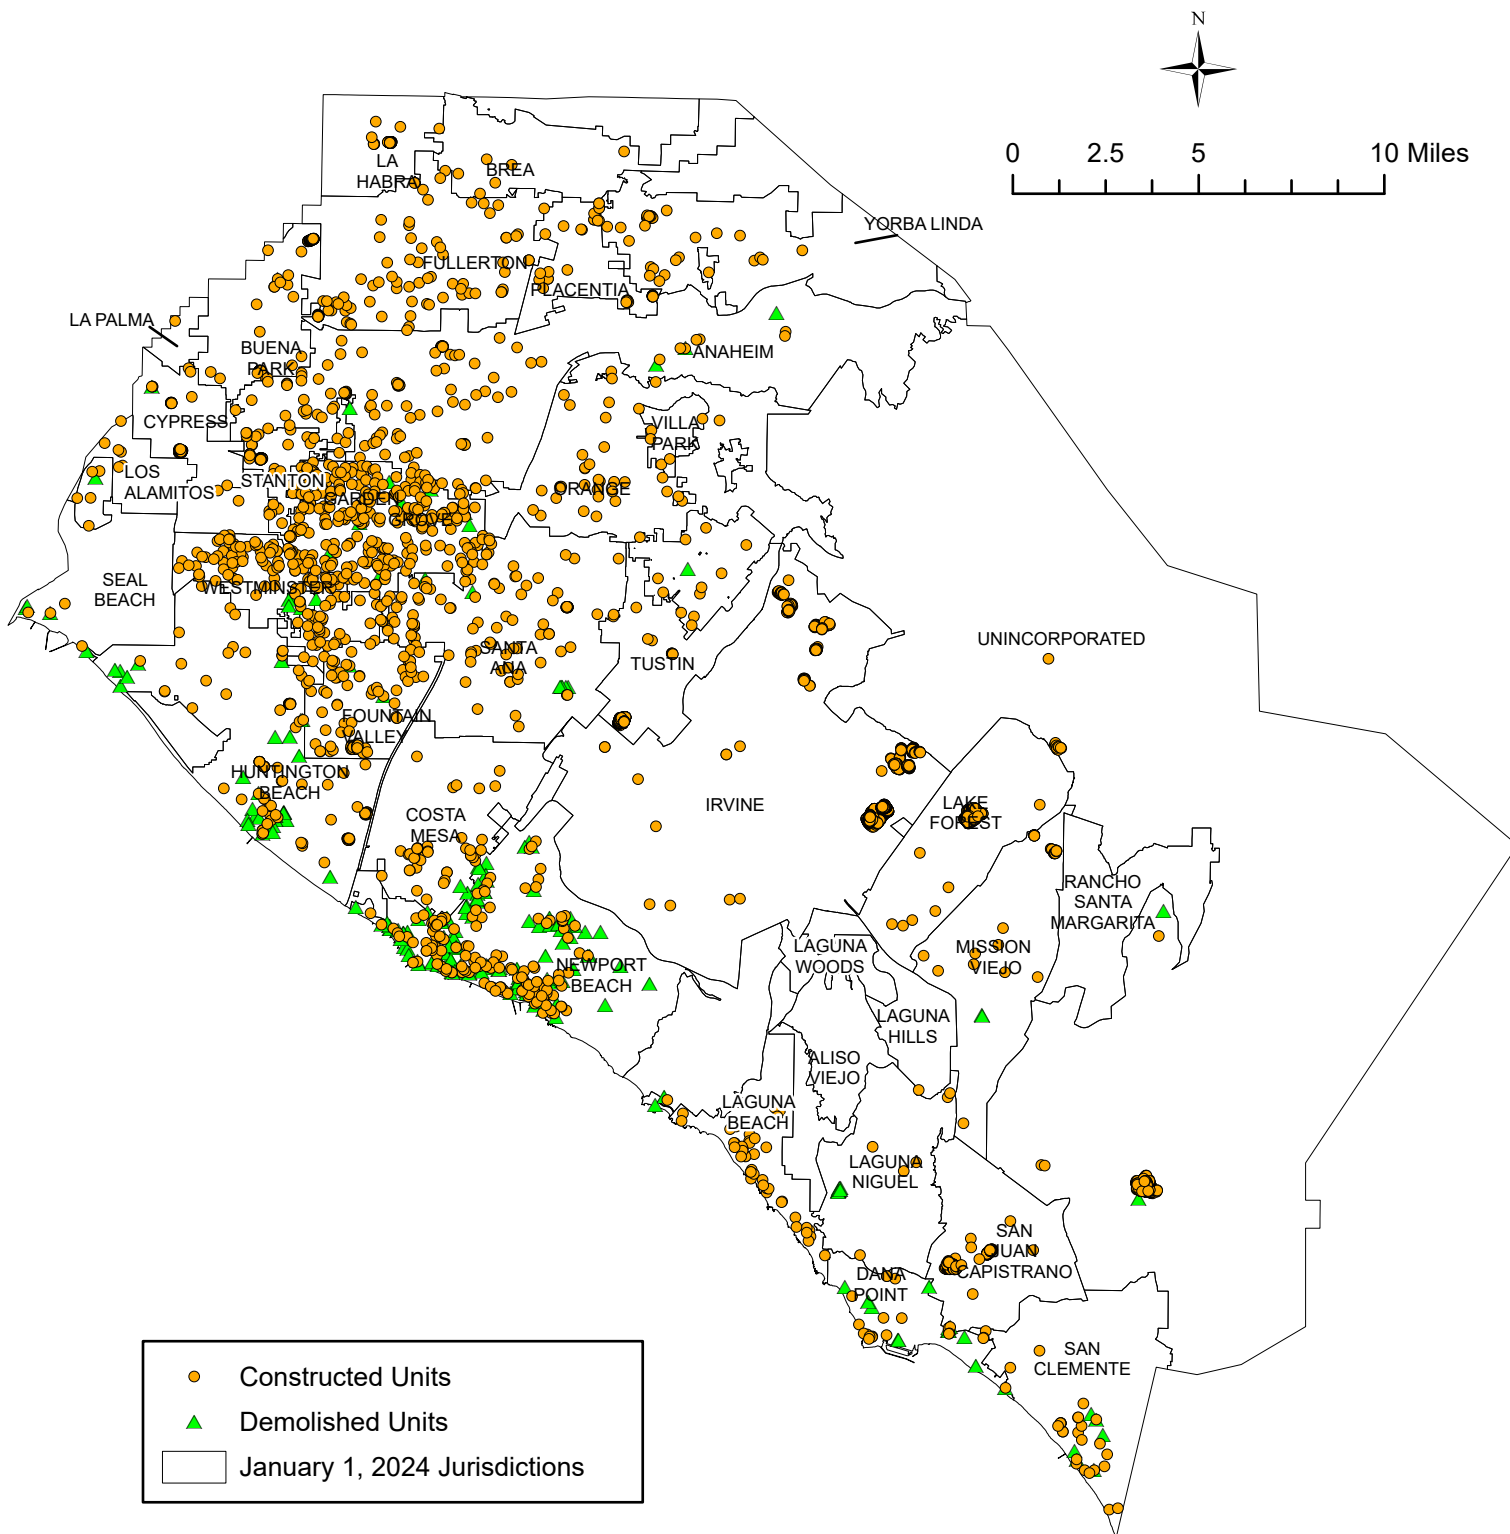 N
0 2.5 5 10 Miles
LA
HABRA
BREA
YORBA LINDA
FULLERTON
PLACENTIA
LA PALMA
BUENA
PARK
ANAHEIM
CYPRESS
VILLA
PARK
LOS
ALAMITOS
STANTON
GARDEN
GROVE
ORANGE
SEAL
BEACH
WESTMINSTER
SANTA
ANA
TUSTIN
UNINCORPORATED
FOUNTAIN
VALLEY
HUNTINGTON
BEACH
COSTA
MESA
IRVINE
LAKE
FOREST
RANCHO
SANTA
MARGARITA
LAGUNA
WOODS
MISSION
VIEJO
NEWPORT
BEACH
LAGUNA
HILLS
ALISO
VIEJO
LAGUNA
BEACH
LAGUNA
NIGUEL
SAN
JUAN
CAPISTRANO
DANA
POINT
SAN
CLEMENTE
Constructed Units
Demolished Units
January 1, 2024 Jurisdictions